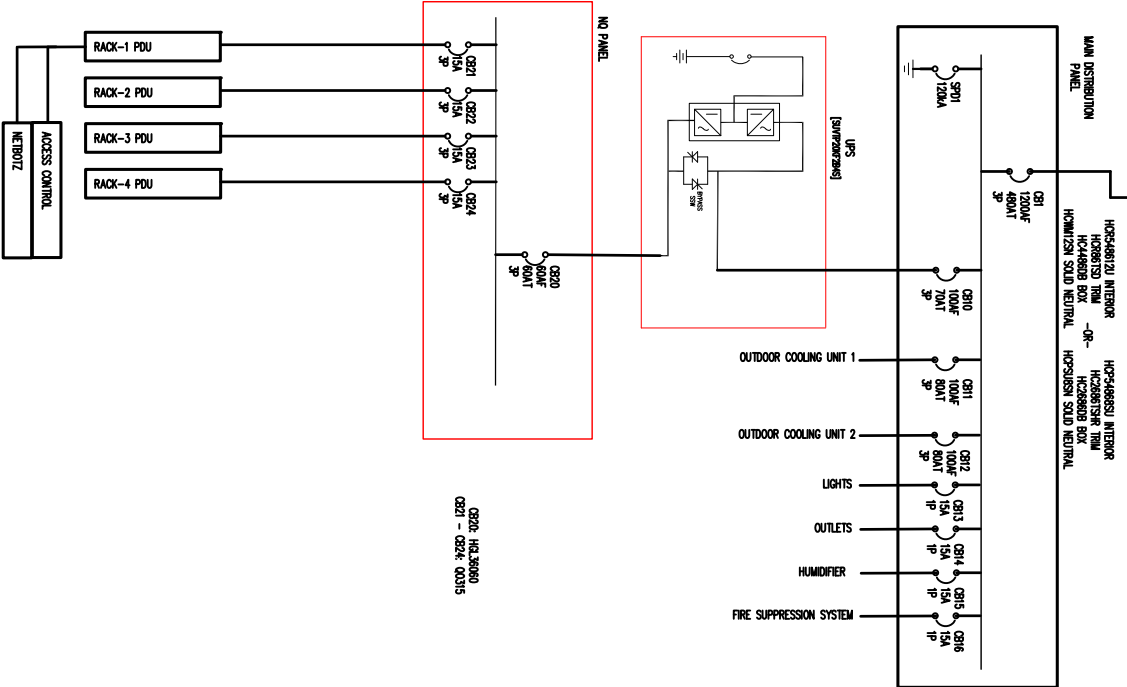 RACK-1 PDU
RACK-2 PDU
RACK-3 PDU
RACK-4 PDU
NETBOTZ
ACCESS CONTROL
NQ PANEL
CB21
15A
3P
CB22
15A
3P
CB23
15A
3P
CB24
15A
3P
CB20
60AF
60AT
3P
CB20: HGL36060
CB21 - CB24: QO315
UPS
[SUVTP20KF2B4S]
BYPASS
SSW
MAIN DISTRIBUTION
PANEL
SPD1
120kA
CB1
1200AF
480AT
3P
HCR548612U INTERIOR
HCR86TSD TRIM
HC4486DB BOX
HCWM12SN SOLID NEUTRAL
-OR-
HCP54868SU INTERIOR
HC2686TSHR TRIM
HC2686DB BOX
HCPSU8SN SOLID NEUTRAL
CB10
100AF
70AT
3P
OUTDOOR COOLING UNIT 1
CB11
100AF
80AT
3P
OUTDOOR COOLING UNIT 2
CB12
100AF
80AT
3P
LIGHTS
CB13
15A
1P
OUTLETS
CB14
15A
1P
HUMIDIFIER
CB15
15A
1P
FIRE SUPPRESSION SYSTEM
CB16
15A
1P